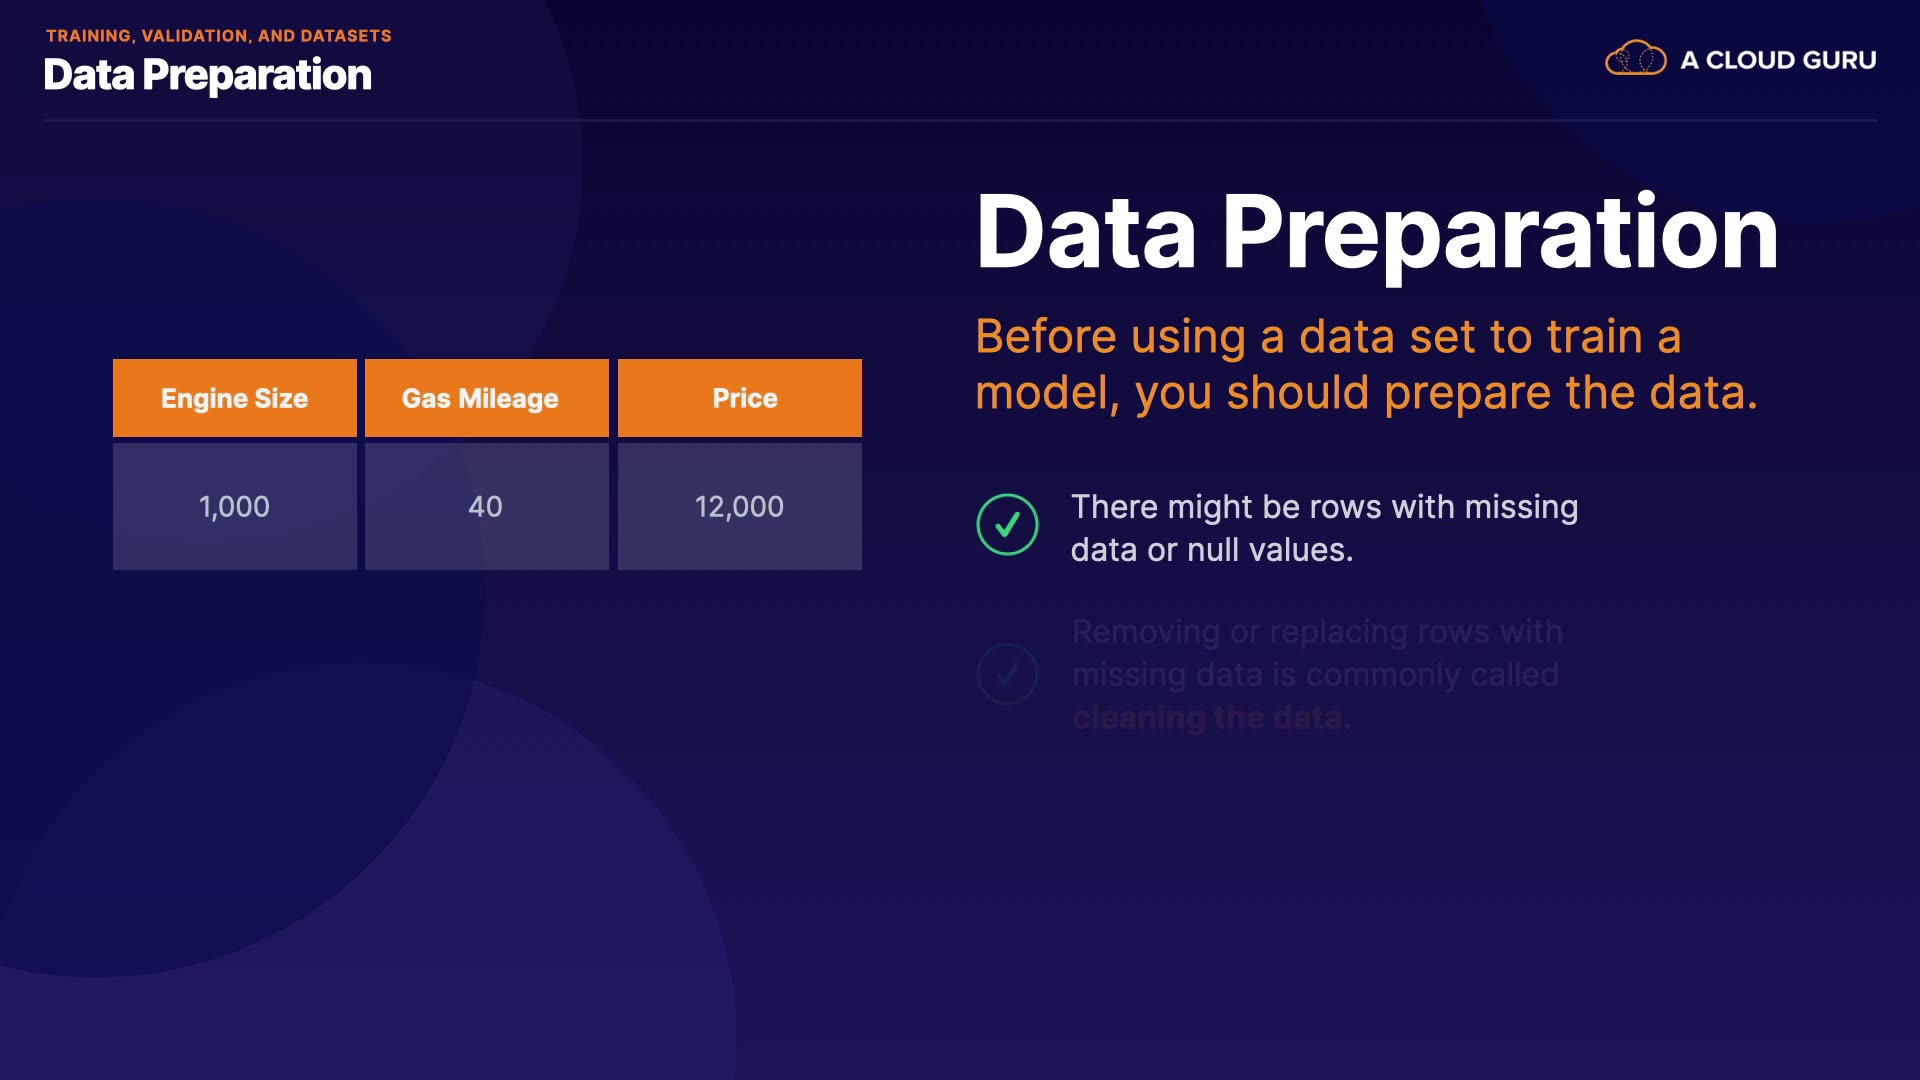 TRAINING, VALIDATION, AND DATASETS
Data Preparation
A CLOUD GURU
Engine Size Gas Mileage Price
1,000 40 12,000
Data Preparation
Before using a data set to train a
model, you should prepare the data.
There might be rows with missing
data or null values.
Removing or replacing rows with
missing data is commonly called
cleaning the data.